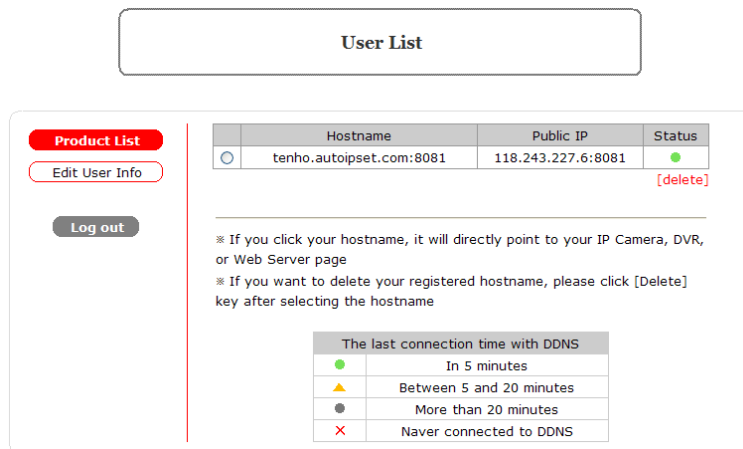 User List
Product List
Edit User Info
Log out
Hostname Public IP Status
tenho.autoipset.com:8081 118.243.227.6:8081
[delete]
※ If you click your hostname, it will directly point to your IP Camera, DVR,
or Web Server page
※ If you want to delete your registered hostname, please click [Delete]
key after selecting the hostname
The last connection time with DDNS
In 5 minutes
Between 5 and 20 minutes
More than 20 minutes
Naver connected to DDNS